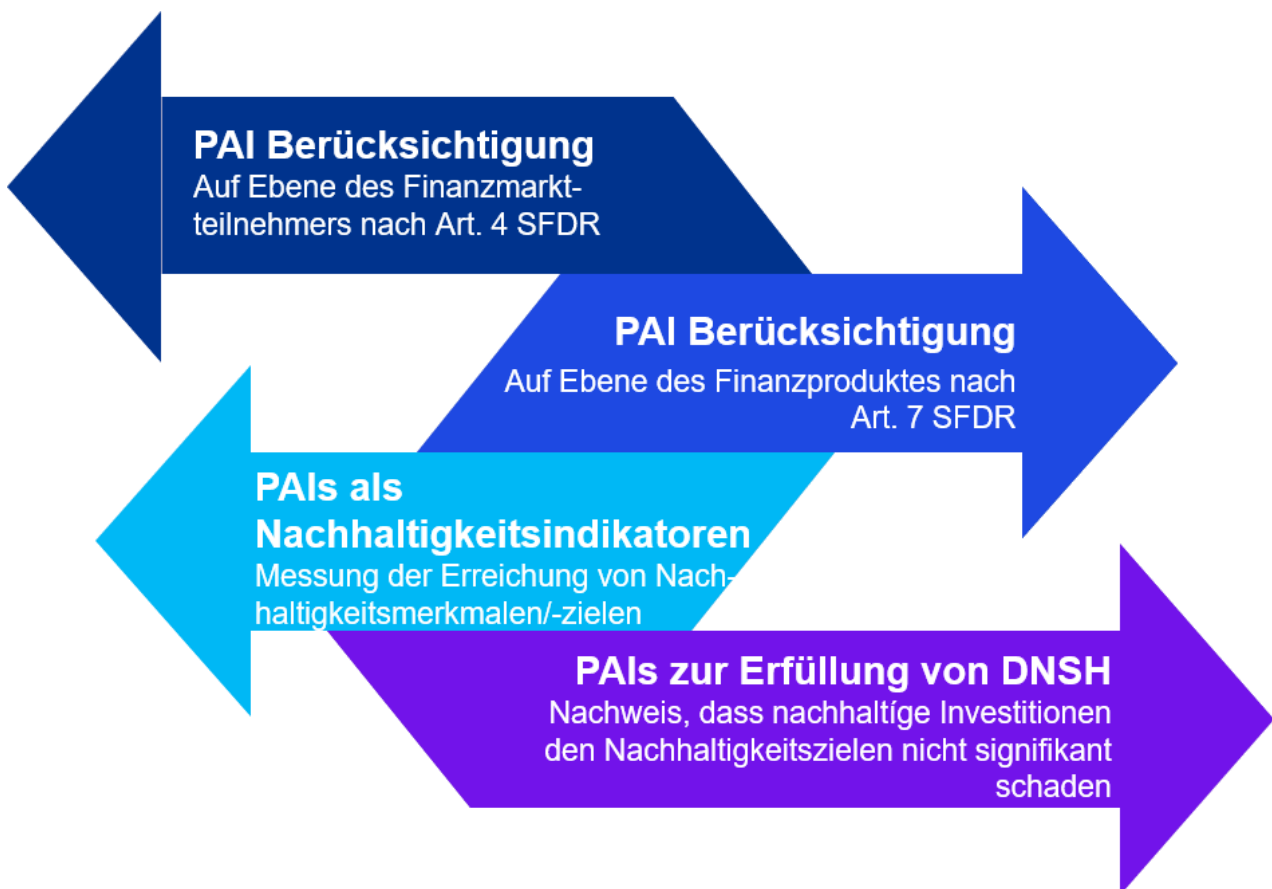 PAI Berücksichtigung
Auf Ebene des Finanzmarkt-
teilnehmers nach Art. 4 SFDR
PAI Berücksichtigung
Auf Ebene des Finanzproduktes nach
Art. 7 SFDR
PAIs als
Nachhaltigkeitsindikatoren
Messung der Erreichung von Nach-
haltigkeitsmerkmalen/-zielen
PAIs zur Erfüllung von DNSH
Nachweis, dass nachhaltíge Investitionen
den Nachhaltigkeitszielen nicht signifikant
schaden